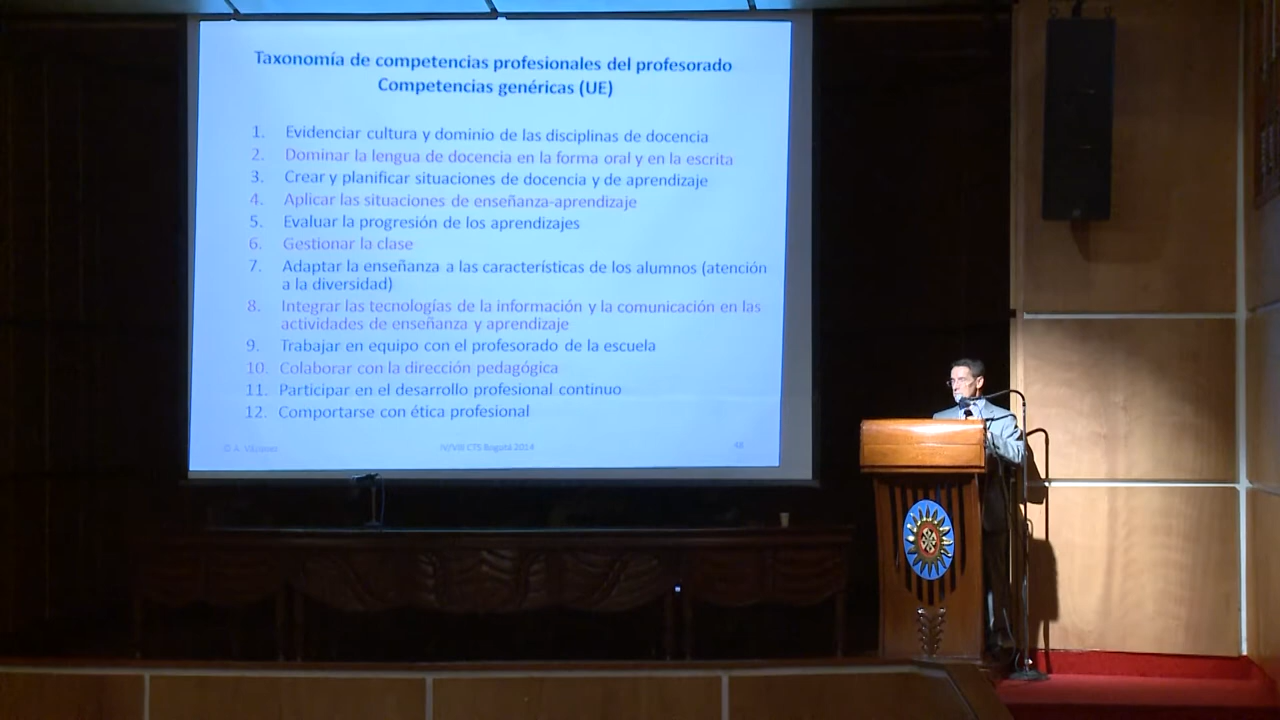 Taxonomía de competencias profesionales del profesorado
Competencias genéricas (UE)
1. Evidenciar cultura y dominio de las disciplinas de docencia
2. Dominar la lengua de docencia en la forma oral y en la escrita
3. Crear y planificar situaciones de docencia y de aprendizaje
4. Aplicar las situaciones de enseñanza-aprendizaje
5. Evaluar la progresión de los aprendizajes
6. Gestionar la clase
7. Adaptar la enseñanza a las características de los alumnos (atención
a la diversidad)
8. Integrar las tecnologías de la información y la comunicación en las
actividades de enseñanza y aprendizaje
9. Trabajar en equipo con el profesorado de la escuela
10. Colaborar con la dirección pedagógica
11. Participar en el desarrollo profesional continuo
12. Comportarse con ética profesional
© A. IV/VIII CTS Bogotá 2014 48